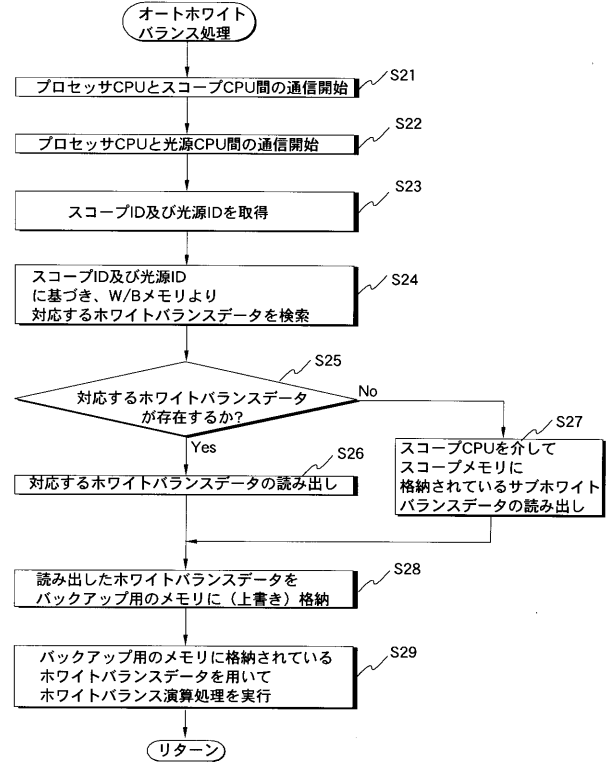 オートホワイト
バランス処理
S21
プロセッサCPUとスコープCPU間の通信開始
S22
プロセッサCPUと光源CPU間の通信開始
S23
スコープID及び光源IDを取得
S24
スコープID及び光源ID
に基づき、W/Bメモリより
対応するホワイトバランスデータを検索
S25
対応するホワイトバランスデータ
が存在するか?
No
Yes
S26
対応するホワイトバランスデータの読み出し
S27
スコープCPUを介して
スコープメモリに
格納されているサブホワイト
バランスデータの読み出し
S28
読み出したホワイトバランスデータを
バックアップ用のメモリに（上書き）格納
S29
バックアップ用のメモリに格納されている
ホワイトバランスデータを用いて
ホワイトバランス演算処理を実行
リターン